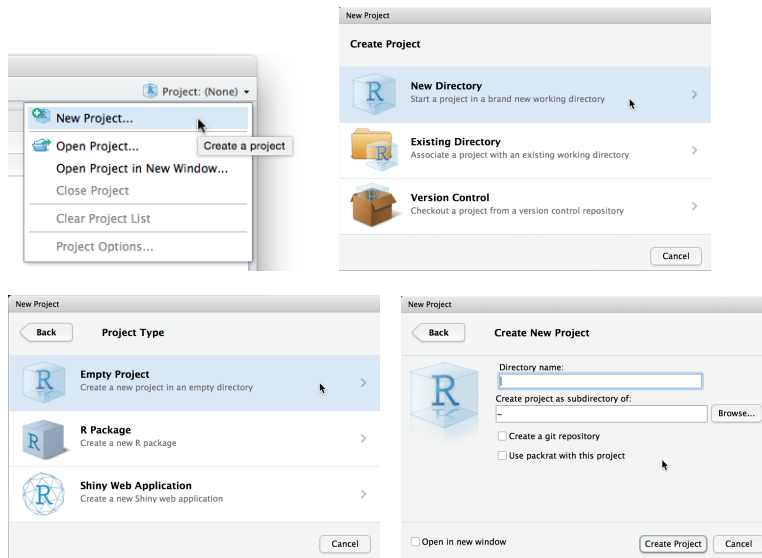 Project: (None)
New Project...
Create a project
Open Project...
Open Project in New Window...
Close Project
Clear Project List
Project Options...
New Project
Create Project
R
New Directory
Start a project in a brand new working directory
Existing Directory
Associate a project with an existing working directory
R
Version Control
Checkout a project from a version control repository
Cancel
New Project
Back
Project Type
R
Empty Project
Create a new project in an empty directory
R
R Package
Create a new R package
R
Shiny Web Application
Create a new Shiny web application
Cancel
New Project
Back
Create New Project
R
Directory name:
Create project as subdirectory of:
~
Browse...
Create a git repository
Use packrat with this project
Open in new window
Create Project
Cancel